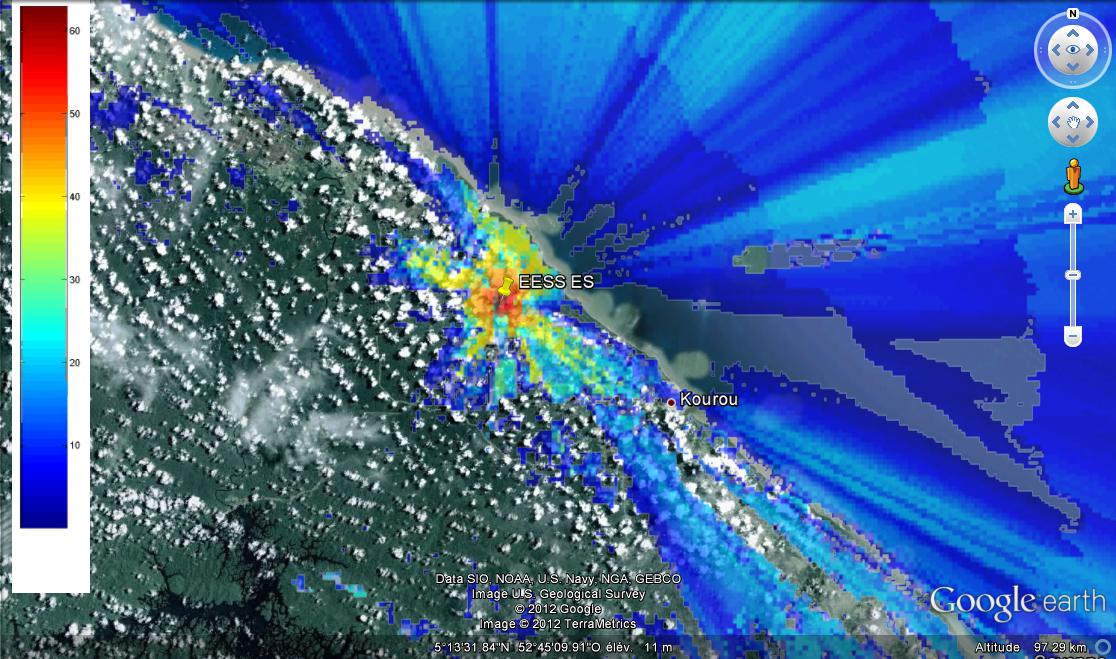 60
50
40
30
20
10
N
EESS ES
Kourou
Data SIO, NOAA, U.S. Navy, NGA, GEBCO
Image U.S. Geological Survey
© 2012 Google
Image © 2012 TerraMetrics
Google earth
5°13'31.84"N 52°45'09.91"O élév. 11 m
Altitude 97.29 km